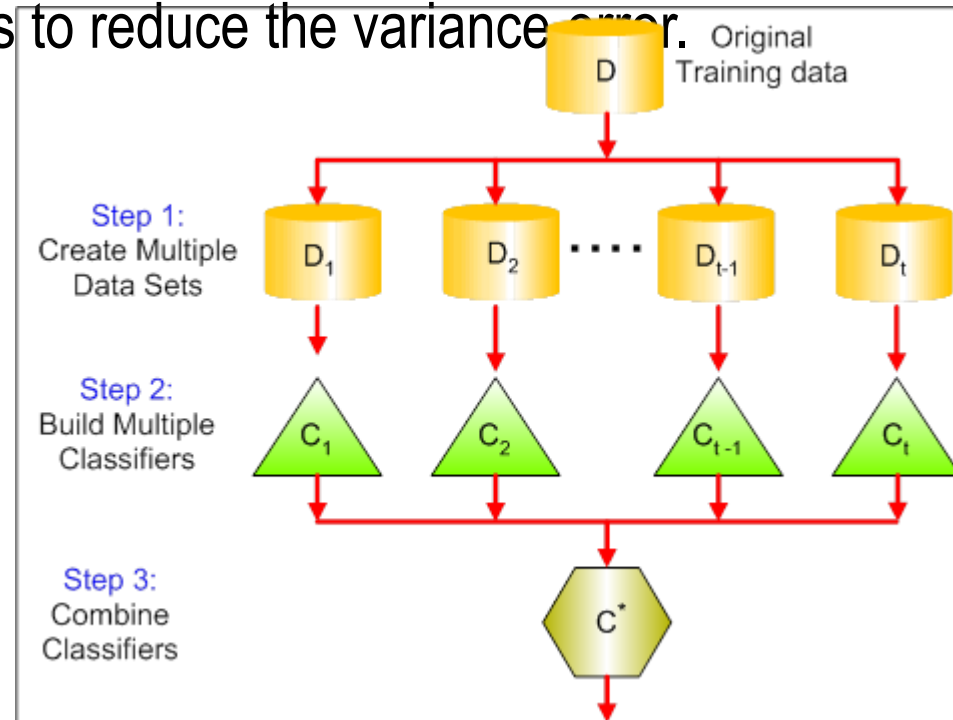 s to reduce the variance error.
D
Original
Training data
Step 1:
Create Multiple
Data Sets
D1
D2
....
Dt-1
Dt
Step 2:
Build Multiple
Classifiers
C1
C2
Ct-1
Ct
Step 3:
Combine
Classifiers
C*